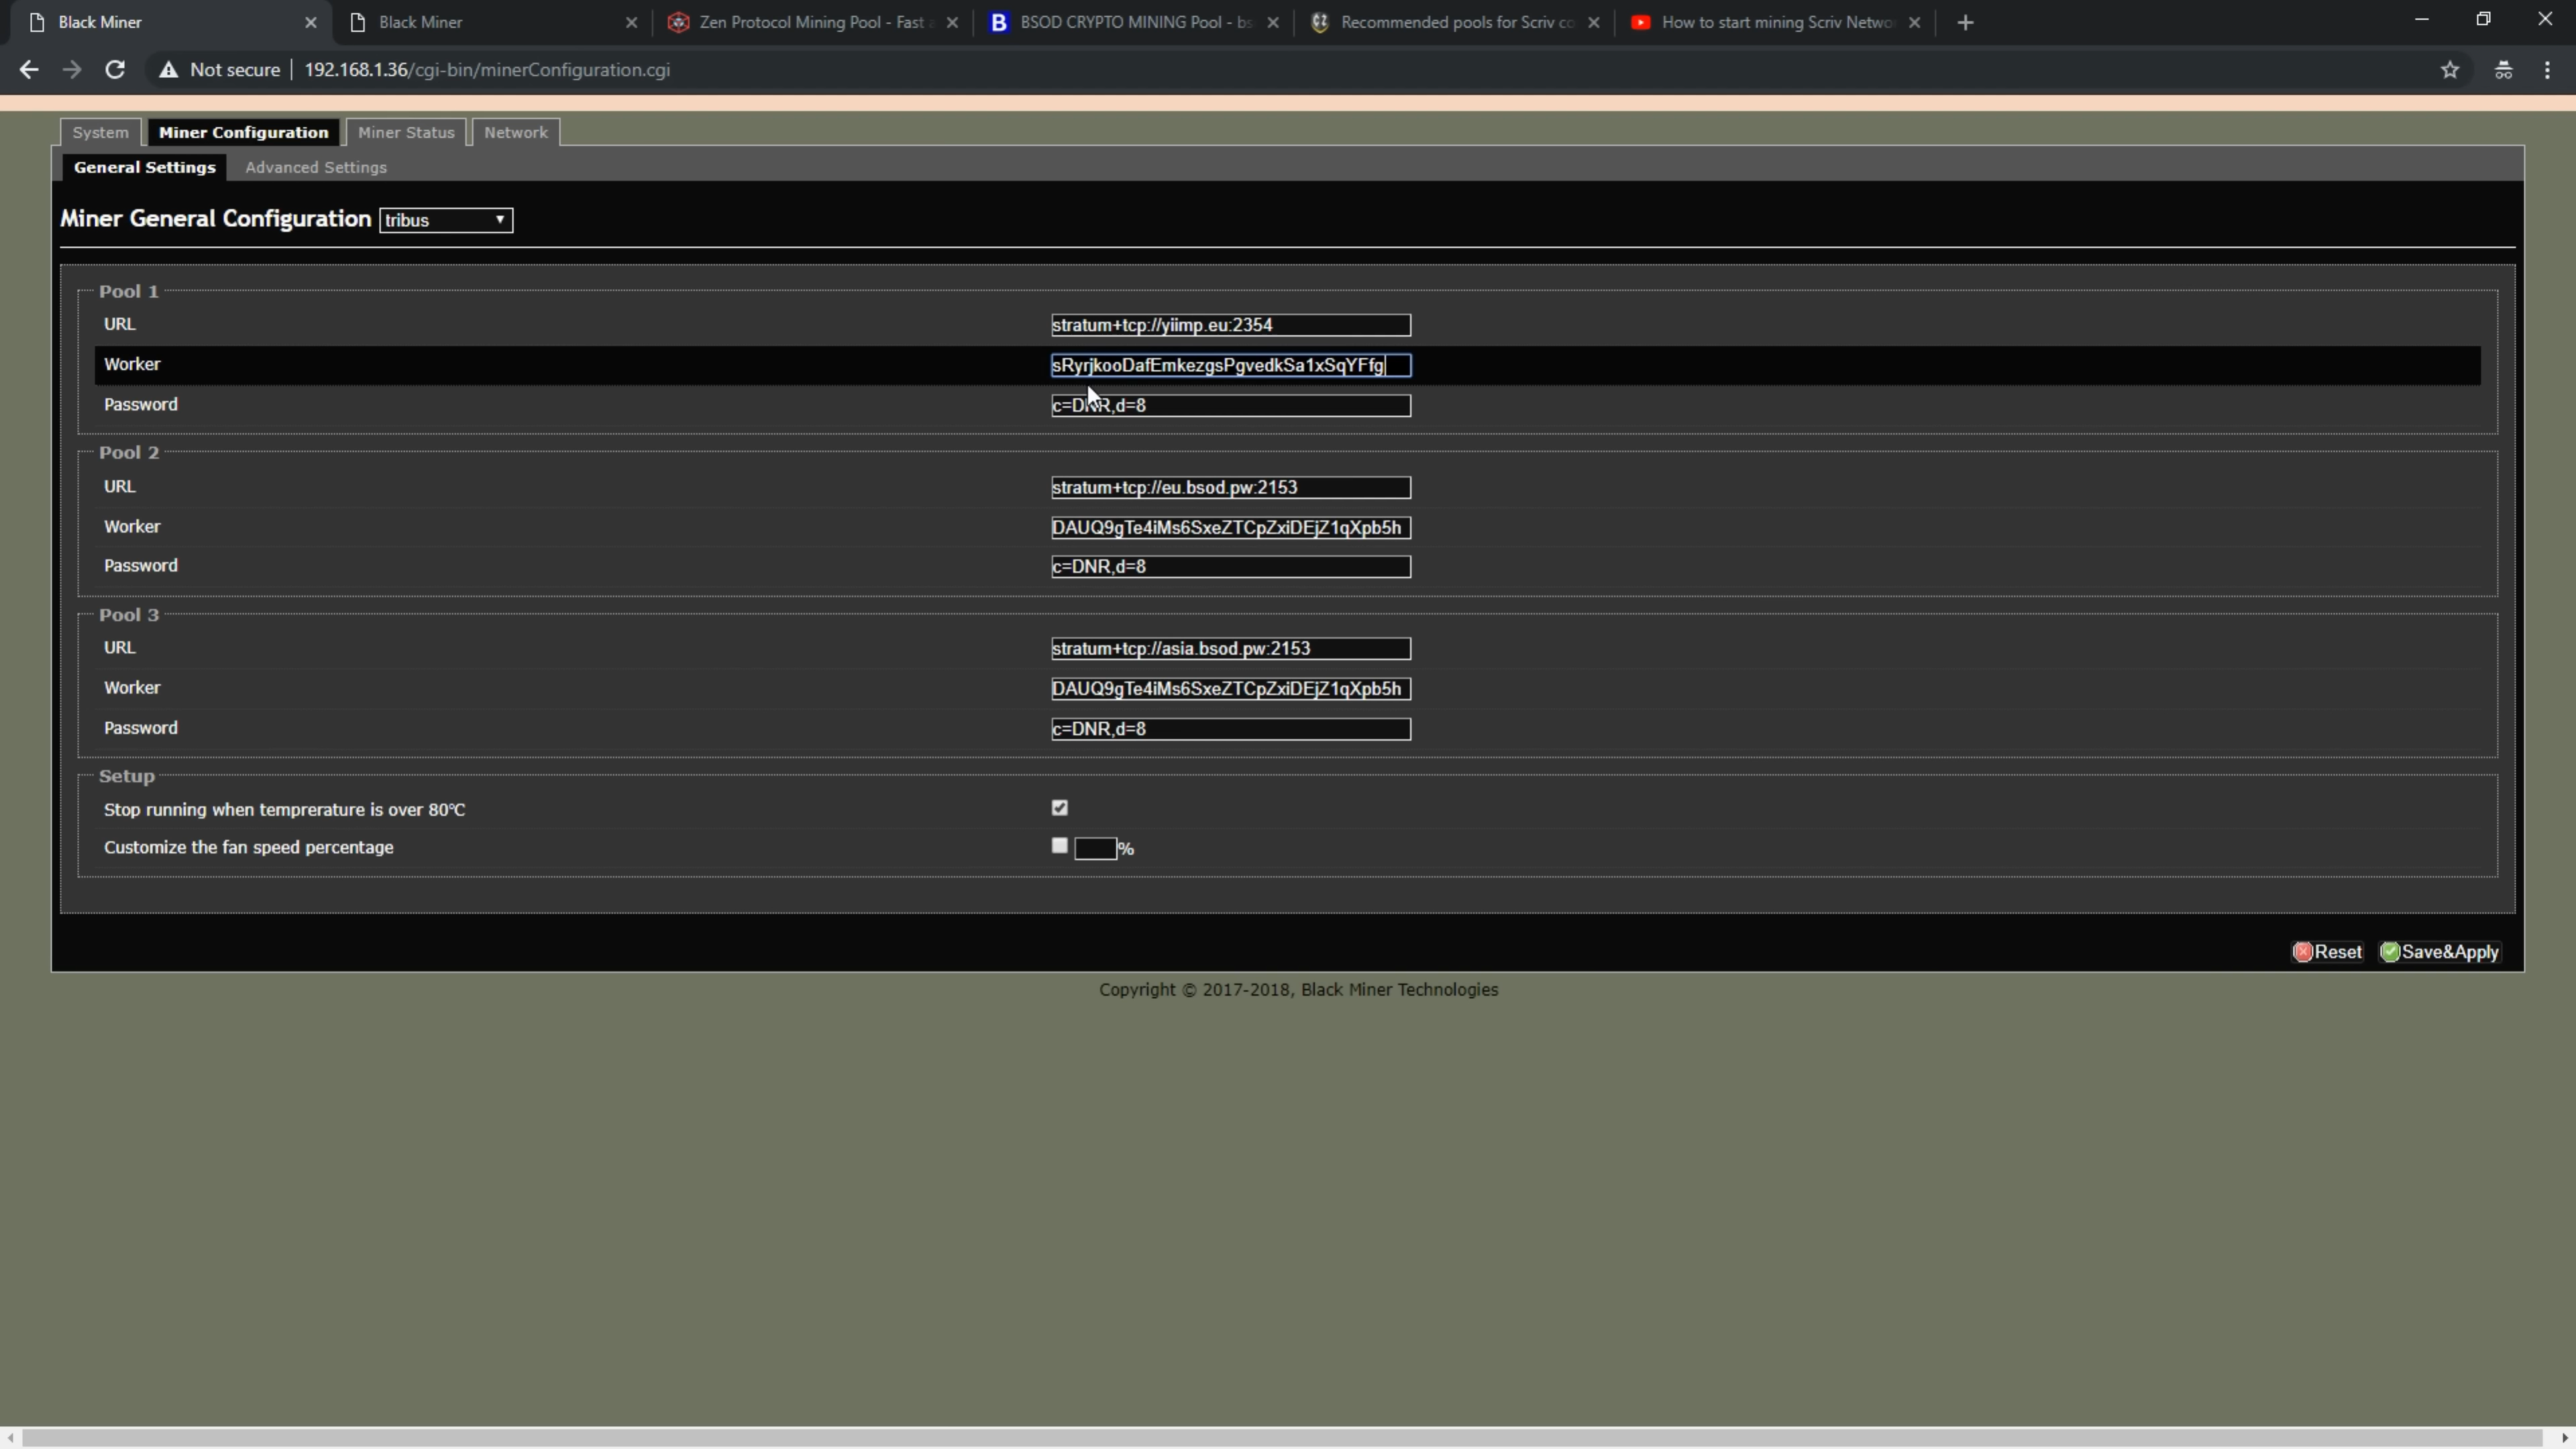 Black Miner
Black Miner
Zen Protocol Mining Pool - Fast a
BSOD CRYPTO MINING Pool - bs
Recommended pools for Scriv co
How to start mining Scriv Netwo
Not secure 192.168.1.36/cgi-bin/minerConfiguration.cgi
System Miner Configuration Miner Status Network
General Settings Advanced Settings
Miner General Configuration tribus
Pool 1
URL stratum+tcp://yiimp.eu:2354
Worker sRyrjkooDafEmkezgsPgvedkSa1xSqYFfg
Password c=DNR,d=8
Pool 2
URL stratum+tcp://eu.bsod.pw:2153
Worker DAUQ9gTe4iMs6SxeZTCpZxiDEjZ1qXpb5h
Password c=DNR,d=8
Pool 3
URL stratum+tcp://asia.bsod.pw:2153
Worker DAUQ9gTe4iMs6SxeZTCpZxiDEjZ1qXpb5h
Password c=DNR,d=8
Setup
Stop running when temprerature is over 80℃
Customize the fan speed percentage %
Reset Save&Apply
Copyright © 2017-2018, Black Miner Technologies